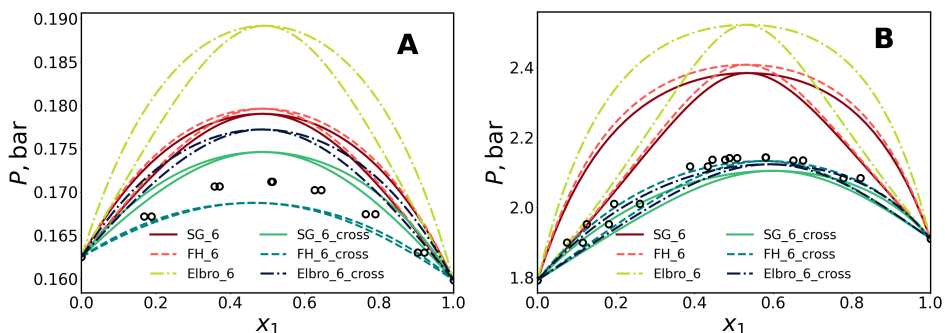 0.190
0.185
0.180
0.175
0.170
0.165
0.160
P, bar
A
SG_6
FH_6
Elbro_6
SG_6_cross
FH_6_cross
Elbro_6_cross
0.0
0.2
0.4
0.6
0.8
1.0
x₁
2.4
2.2
2.0
1.8
P, bar
B
SG_6
FH_6
Elbro_6
SG_6_cross
FH_6_cross
Elbro_6_cross
0.0
0.2
0.4
0.6
0.8
1.0
x₁